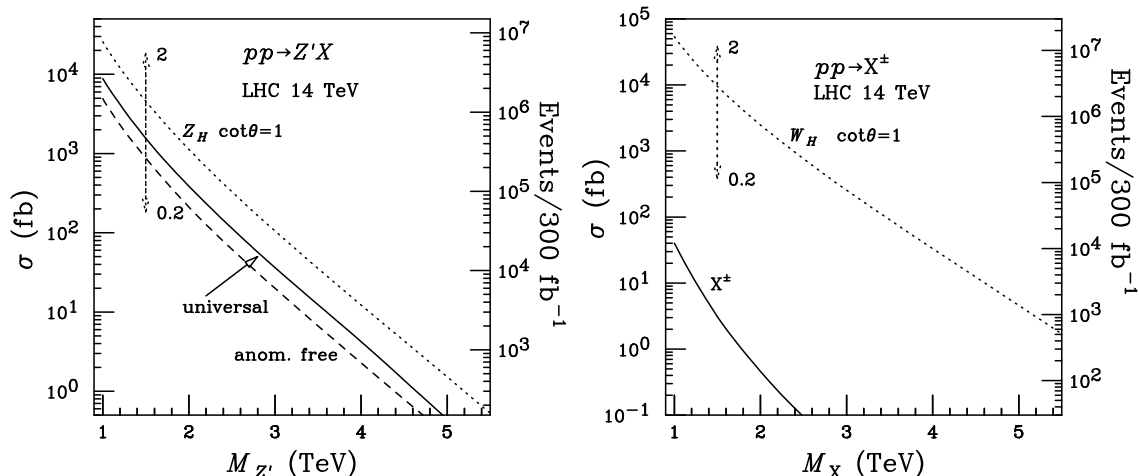 pp→Z′X
LHC 14 TeV
2
Z_H cotθ=1
0.2
universal
anom. free
10⁴
10³
10²
10¹
10⁰
σ (fb)
10⁷
10⁶
10⁵
10⁴
10³
Events/300 fb⁻¹
1 2 3 4 5
M_Z′ (TeV)
pp→X±
LHC 14 TeV
2
W_H cotθ=1
0.2
X±
10⁵
10⁴
10³
10²
10¹
10⁰
10⁻¹
σ (fb)
10⁷
10⁶
10⁵
10⁴
10³
10²
Events/300 fb⁻¹
1 2 3 4 5
M_X (TeV)